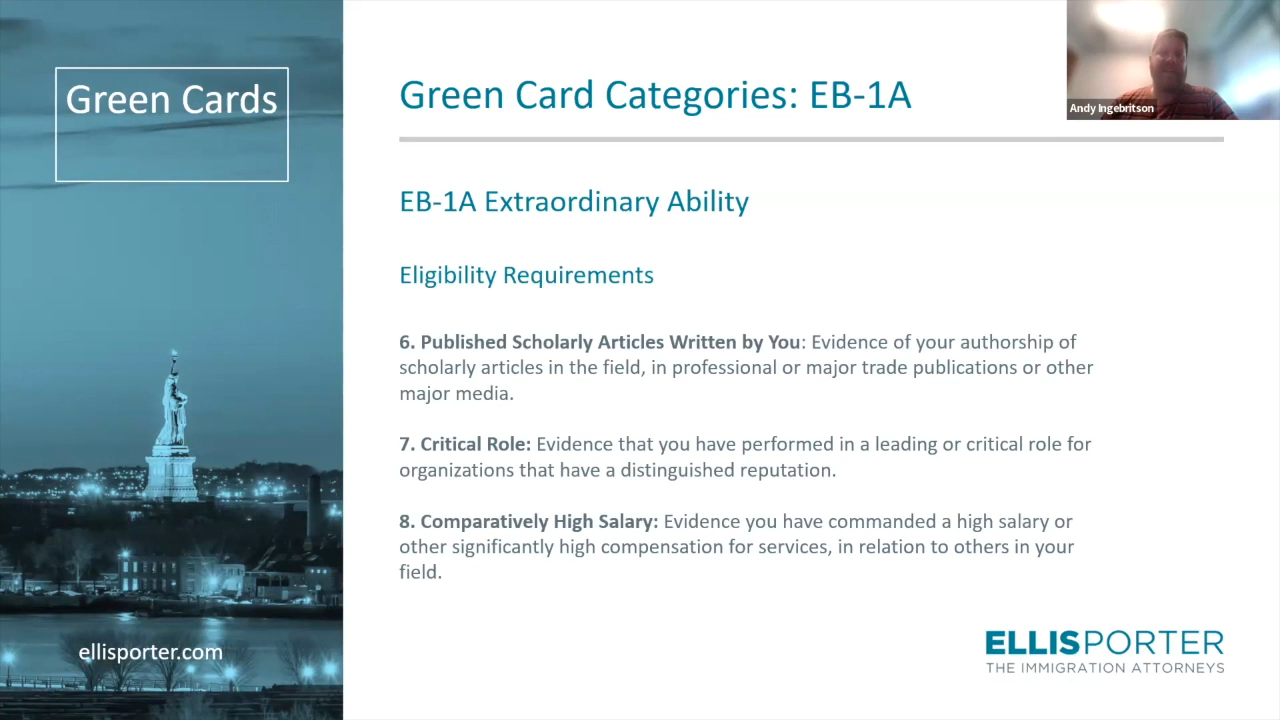 Green Cards
Green Card Categories: EB-1A
Andy Ingebritson
EB-1A Extraordinary Ability
Eligibility Requirements
6. Published Scholarly Articles Written by You: Evidence of your authorship of
scholarly articles in the field, in professional or major trade publications or other
major media.
7. Critical Role: Evidence that you have performed in a leading or critical role for
organizations that have a distinguished reputation.
8. Comparatively High Salary: Evidence you have commanded a high salary or
other significantly high compensation for services, in relation to others in your
field.
ellisporter.com
ELLISPORTER
THE IMMIGRATION ATTORNEYS